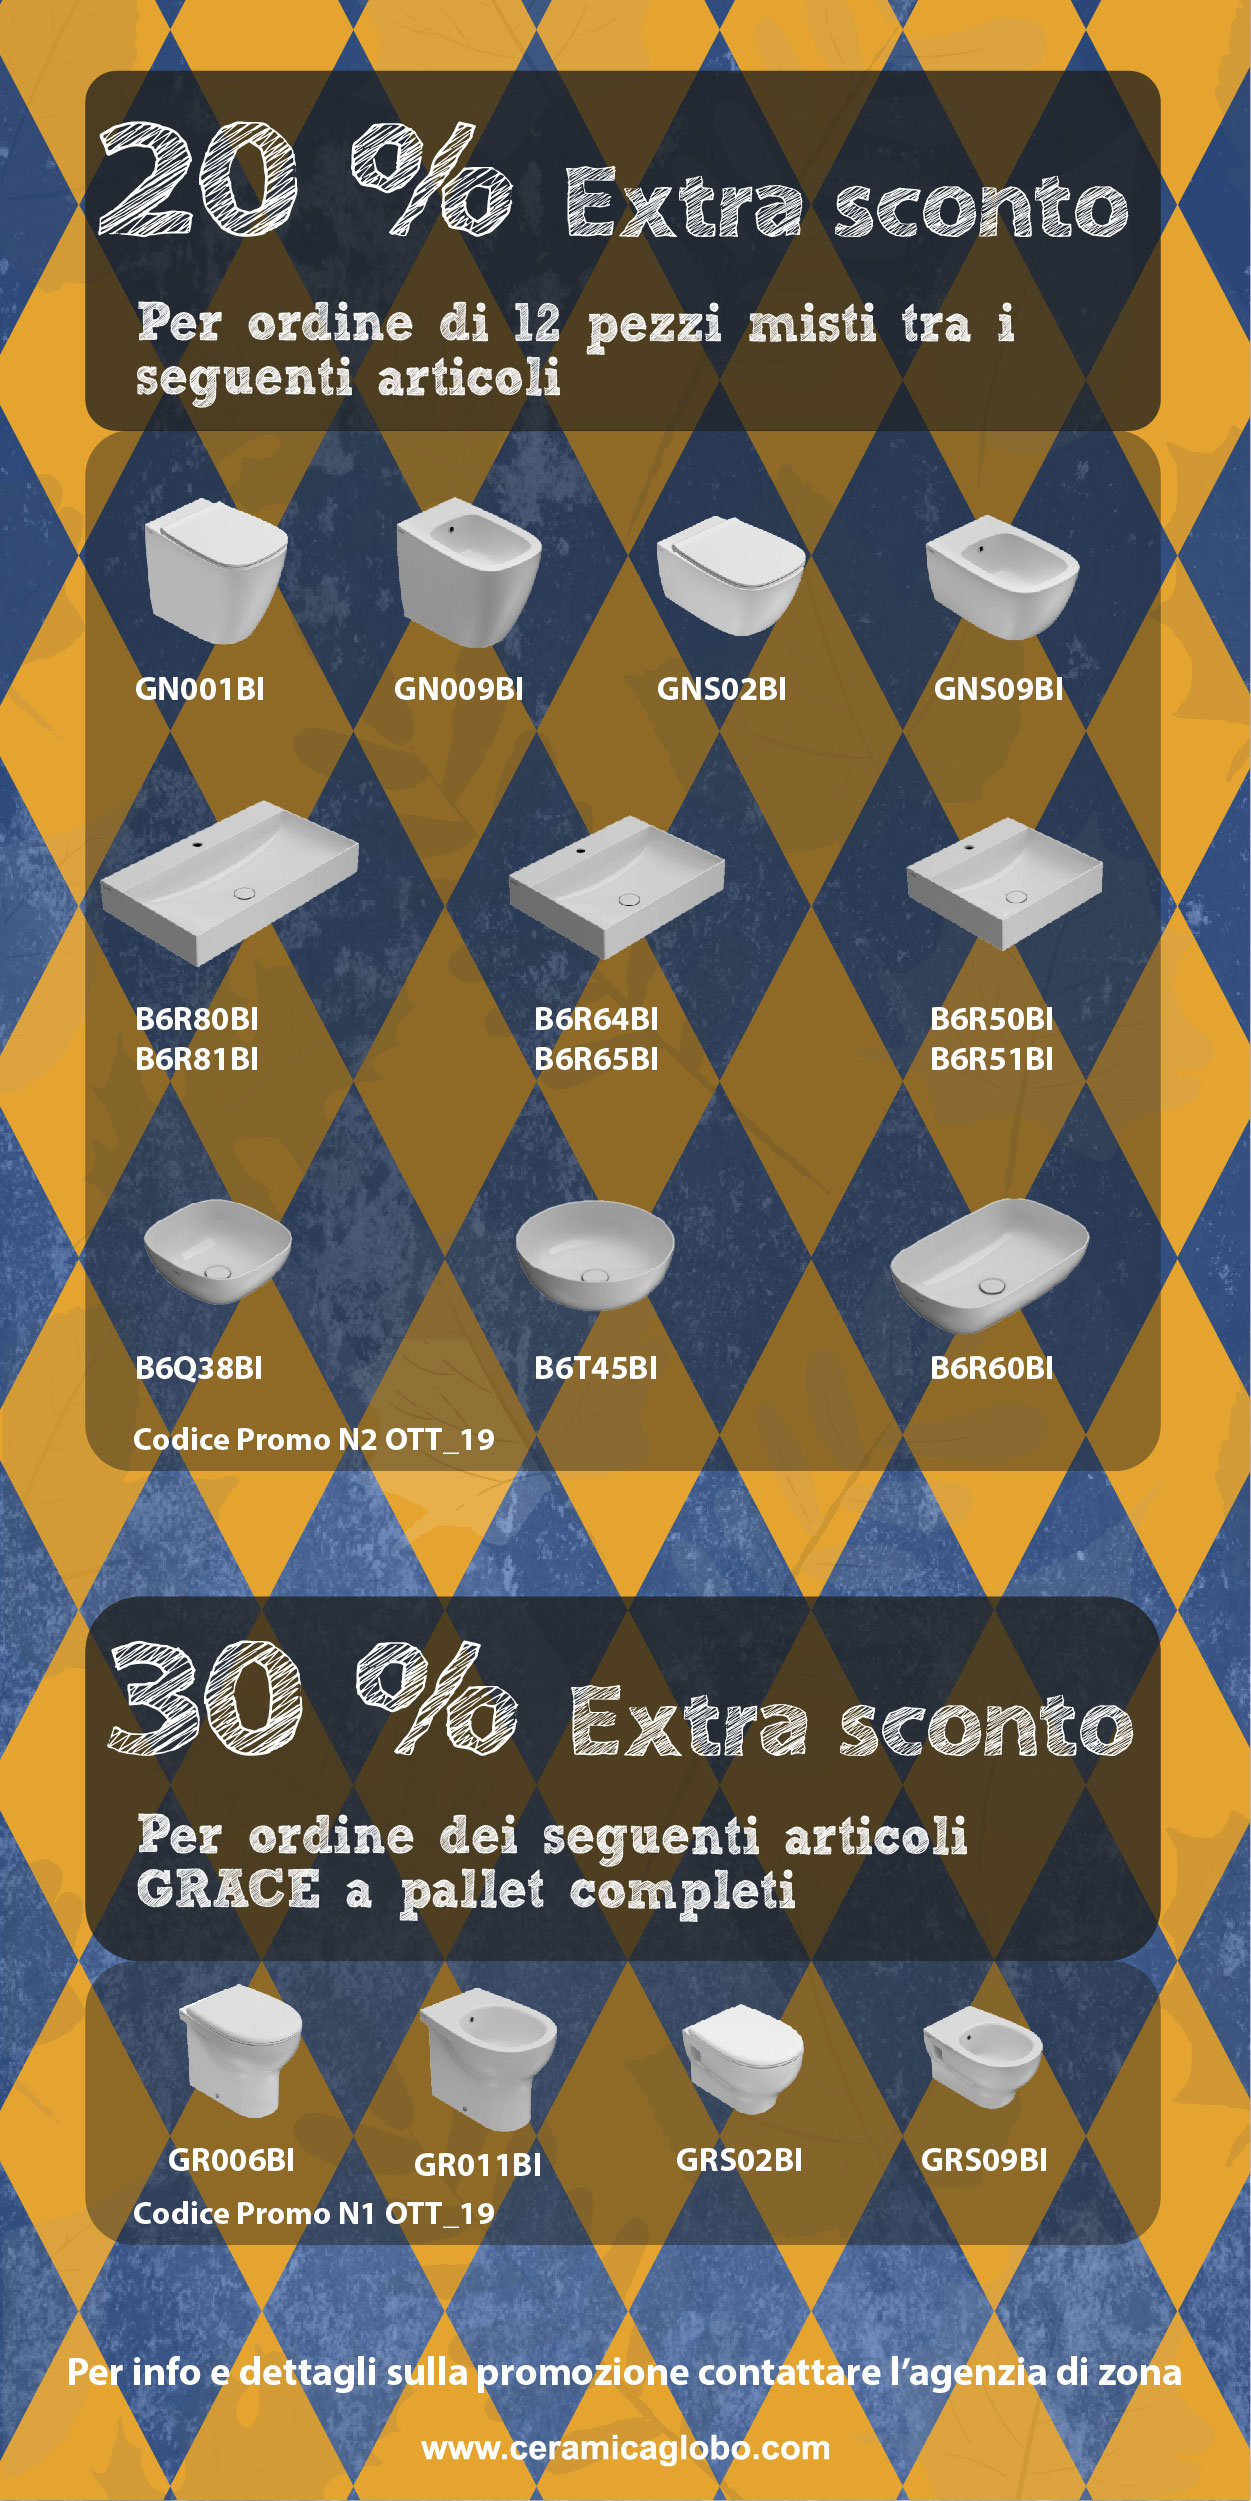 20 % Extra sconto
Per ordine di 12 pezzi misti tra i
seguenti articoli
GN001BI GN009BI GNS02BI GNS09BI
B6R80BI B6R64BI B6R50BI
B6R81BI B6R65BI B6R51BI
B6Q38BI B6T45BI B6R60BI
Codice Promo N2 OTT_19
30 % Extra sconto
Per ordine dei seguenti articoli
GRACE a pallet completi
GR006BI GR011BI GRS02BI GRS09BI
Codice Promo N1 OTT_19
Per info e dettagli sulla promozione contattare l’agenzia di zona
www.ceramicaglobo.com